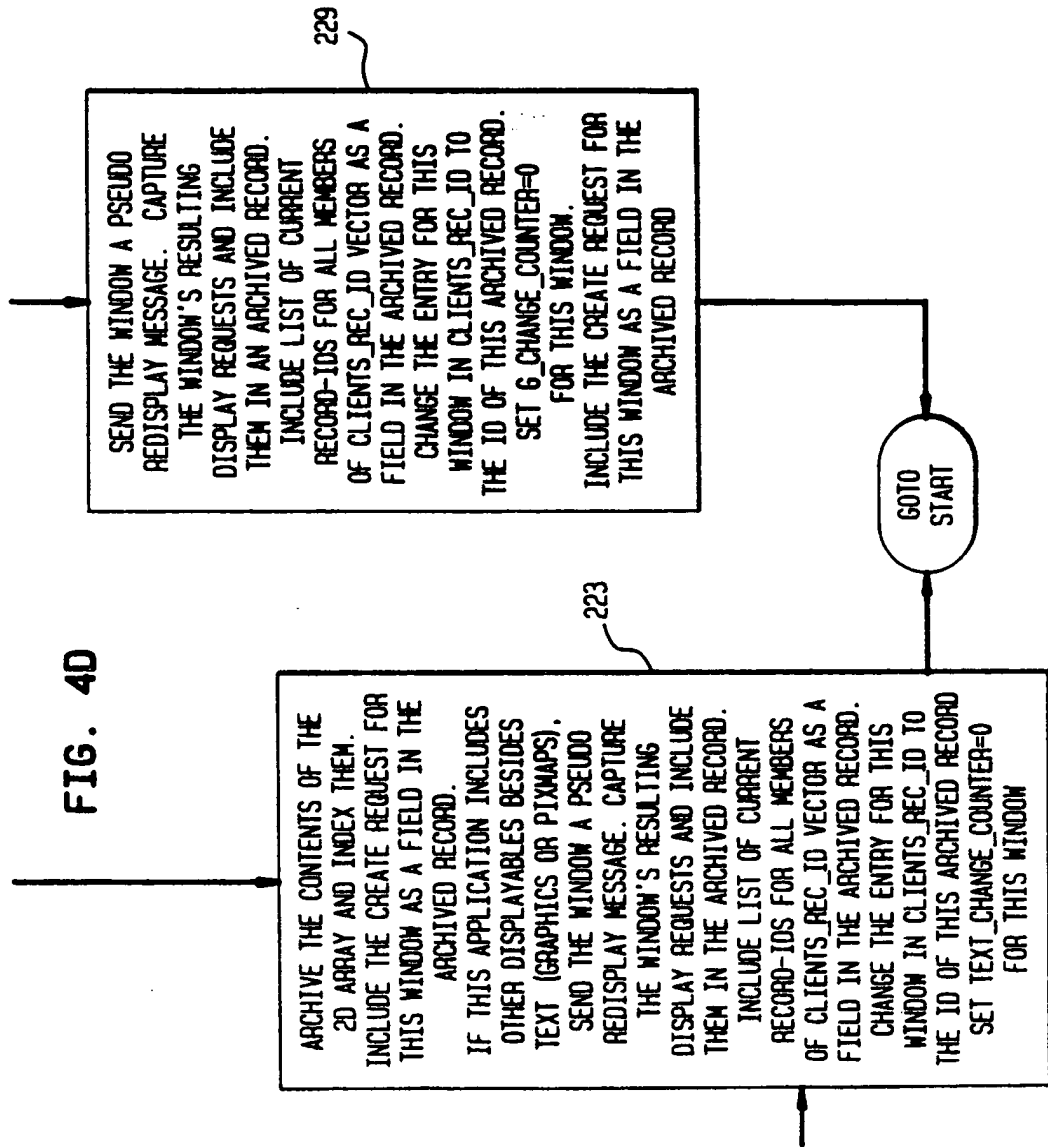 FIG. 4D
ARCHIVE THE CONTENTS OF THE
2D ARRAY AND INDEX THEM.
INCLUDE THE CREATE REQUEST FOR
THIS WINDOW AS A FIELD IN THE
ARCHIVED RECORD.
IF THIS APPLICATION INCLUDES
OTHER DISPLAYABLES BESIDES
TEXT (GRAPHICS OR PIXMAPS),
SEND THE WINDOW A PSEUDO
REDISPLAY MESSAGE. CAPTURE
THE WINDOW'S RESULTING
DISPLAY REQUESTS AND INCLUDE
THEM IN THE ARCHIVED RECORD.
INCLUDE LIST OF CURRENT
RECORD-IDS FOR ALL MEMBERS
OF CLIENTS_REC_ID VECTOR AS A
FIELD IN THE ARCHIVED RECORD.
CHANGE THE ENTRY FOR THIS
WINDOW IN CLIENTS_REC_ID TO
THE ID OF THIS ARCHIVED RECORD
SET TEXT_CHANGE_COUNTER=0
FOR THIS WINDOW
223
SEND THE WINDOW A PSEUDO
REDISPLAY MESSAGE. CAPTURE
THE WINDOW'S RESULTING
DISPLAY REQUESTS AND INCLUDE
THEM IN AN ARCHIVED RECORD.
INCLUDE LIST OF CURRENT
RECORD-IDS FOR ALL MEMBERS
OF CLIENTS_REC_ID VECTOR AS A
FIELD IN THE ARCHIVED RECORD.
CHANGE THE ENTRY FOR THIS
WINDOW IN CLIENTS_REC_ID TO
THE ID OF THIS ARCHIVED RECORD.
SET G_CHANGE_COUNTER=0
FOR THIS WINDOW.
INCLUDE THE CREATE REQUEST FOR
THIS WINDOW AS A FIELD IN THE
ARCHIVED RECORD
229
GOTO
START